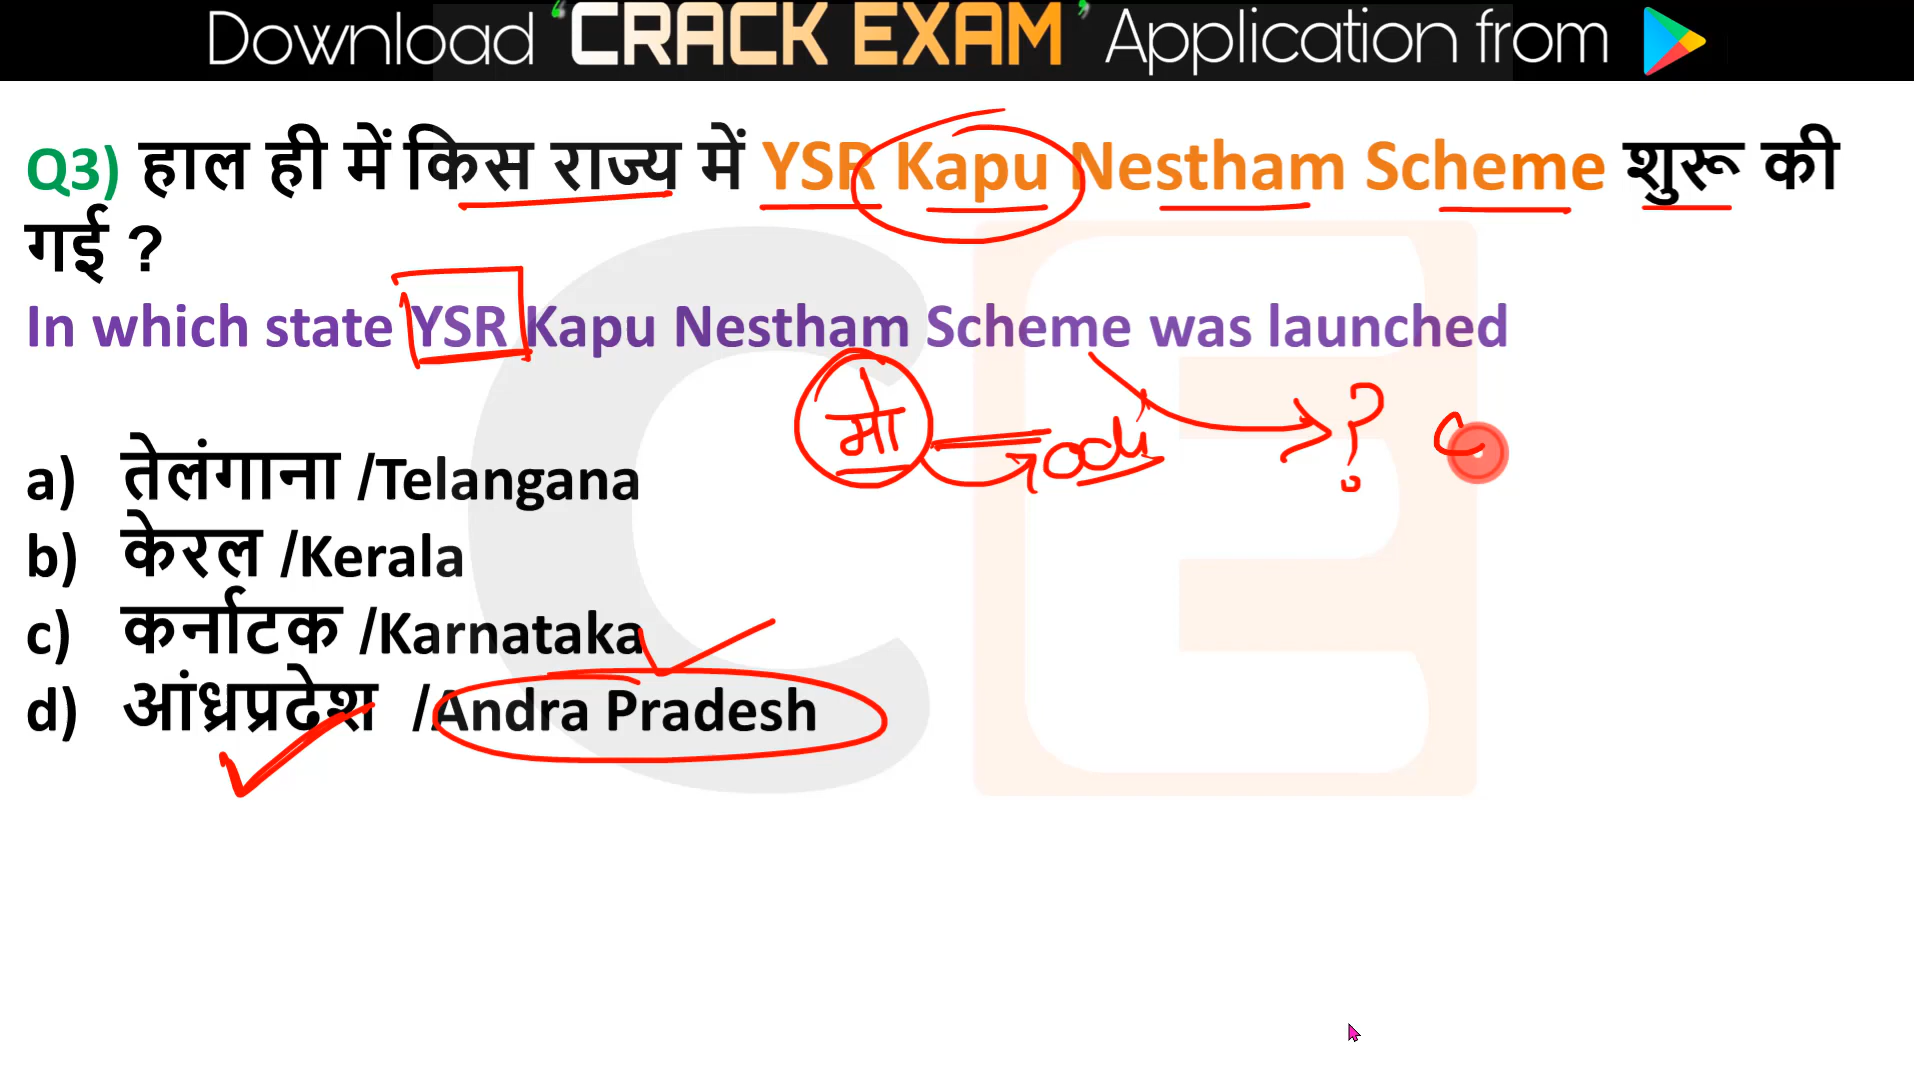 Download ‘CRACK EXAM’ Application from
Q3) हाल ही में किस राज्य में YSR Kapu Nestham Scheme शुरू की
गई ?
In which state YSR Kapu Nestham Scheme was launched
मो
?
a) तेलंगाना /Telangana
b) केरल /Kerala
c) कर्नाटक /Karnataka
d) आंध्रप्रदेश /Andra Pradesh
CE